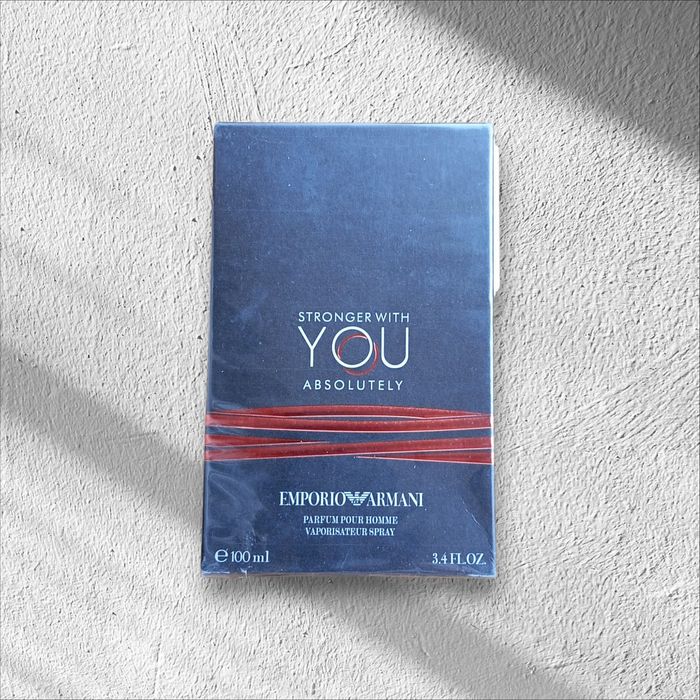 STRONGER WITH
YOU
ABSOLUTELY
EMPORIO ARMANI
PARFUM POUR HOMME
VAPORISATEUR SPRAY
℮ 100 ml 3.4 FL.OZ.